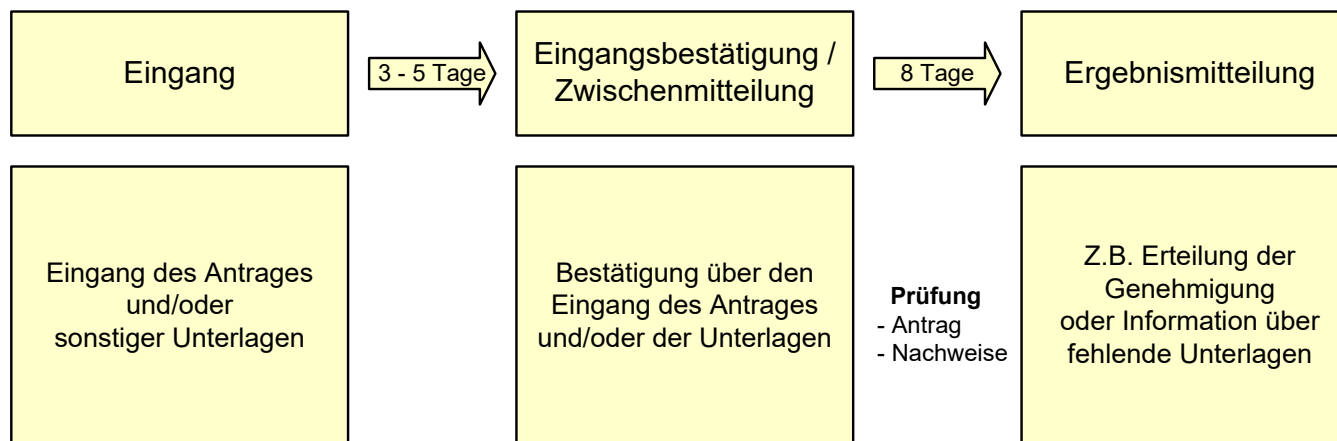 Eingang
3 - 5 Tage
Eingangsbestätigung /
Zwischenmitteilung
8 Tage
Ergebnismitteilung
Eingang des Antrages
und/oder
sonstiger Unterlagen
Bestätigung über den
Eingang des Antrages
und/oder der Unterlagen
Prüfung
- Antrag
- Nachweise
Z.B. Erteilung der
Genehmigung
oder Information über
fehlende Unterlagen